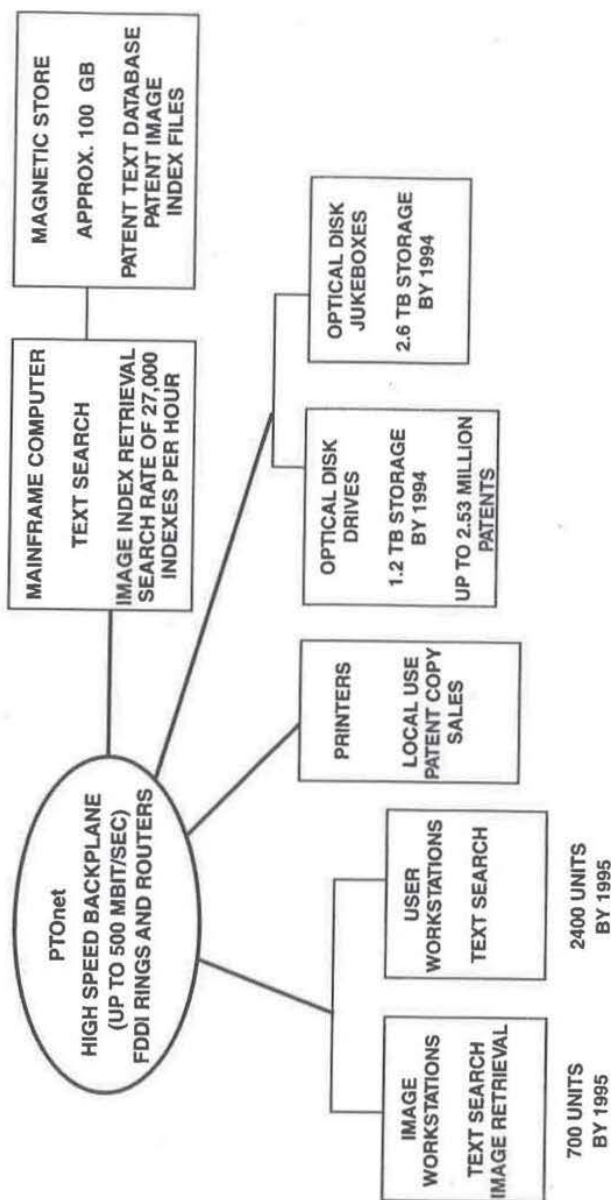 PTOnet
HIGH SPEED BACKPLANE
(UP TO 500 MBIT/SEC)
FDDI RINGS AND ROUTERS
MAINFRAME COMPUTER
TEXT SEARCH
IMAGE INDEX RETRIEVAL
SEARCH RATE OF 27,000
INDEXES PER HOUR
MAGNETIC STORE
APPROX. 100 GB
PATENT TEXT DATABASE
PATENT IMAGE
INDEX FILES
IMAGE
WORKSTATIONS
TEXT SEARCH
IMAGE RETRIEVAL
700 UNITS
BY 1995
USER
WORKSTATIONS
TEXT SEARCH
2400 UNITS
BY 1995
PRINTERS
LOCAL USE
PATENT COPY
SALES
OPTICAL DISK
DRIVES
1.2 TB STORAGE
BY 1994
UP TO 2.53 MILLION
PATENTS
OPTICAL DISK
JUKEBOXES
2.6 TB STORAGE
BY 1994